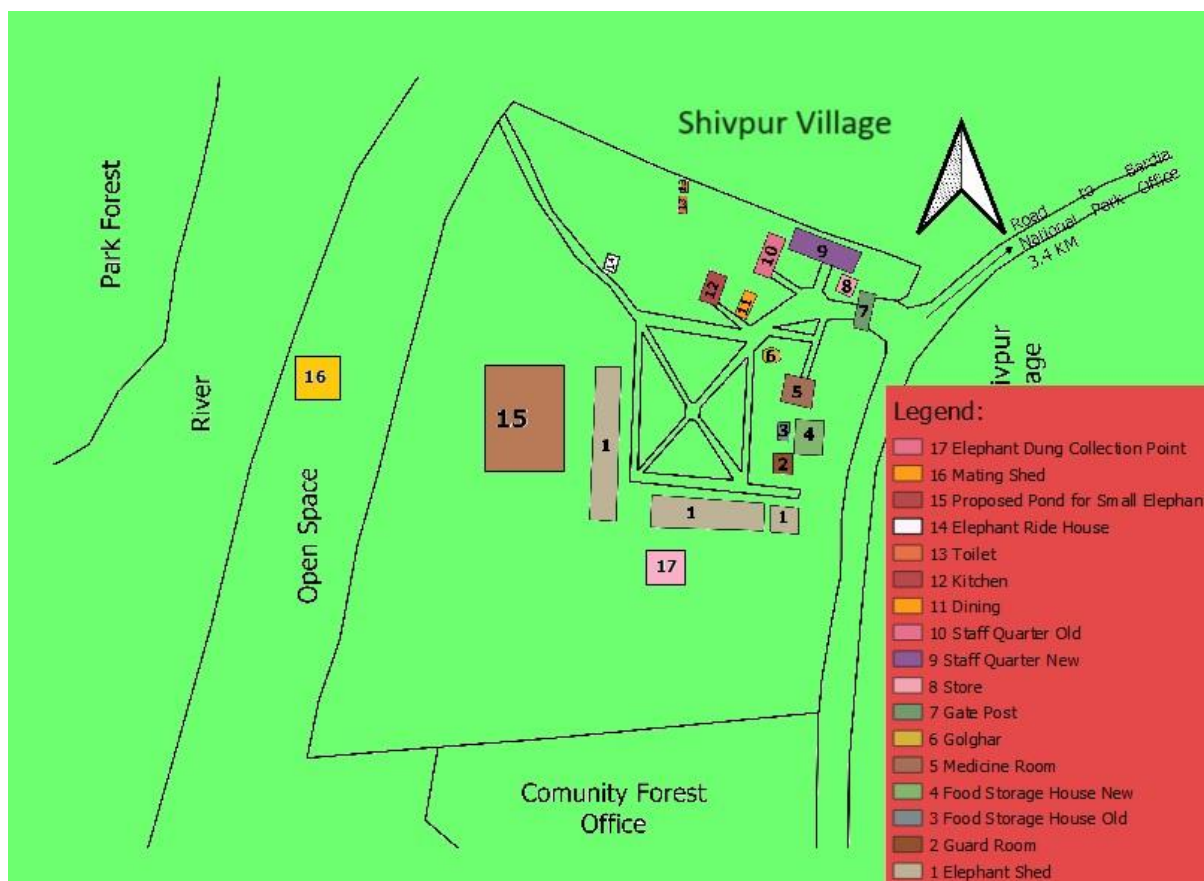 Shivpur Village
Park Forest
River
Open Space
Road to Bardia
National Park Office
3.4 KM
13
13
14
10
9
8
7
12
11
6
5
16
15
1
3
4
2
1
1
17
Comunity Forest
Office
Legend:
17 Elephant Dung Collection Point
16 Mating Shed
15 Proposed Pond for Small Elephan
14 Elephant Ride House
13 Toilet
12 Kitchen
11 Dining
10 Staff Quarter Old
9 Staff Quarter New
8 Store
7 Gate Post
6 Golghar
5 Medicine Room
4 Food Storage House New
3 Food Storage House Old
2 Guard Room
1 Elephant Shed